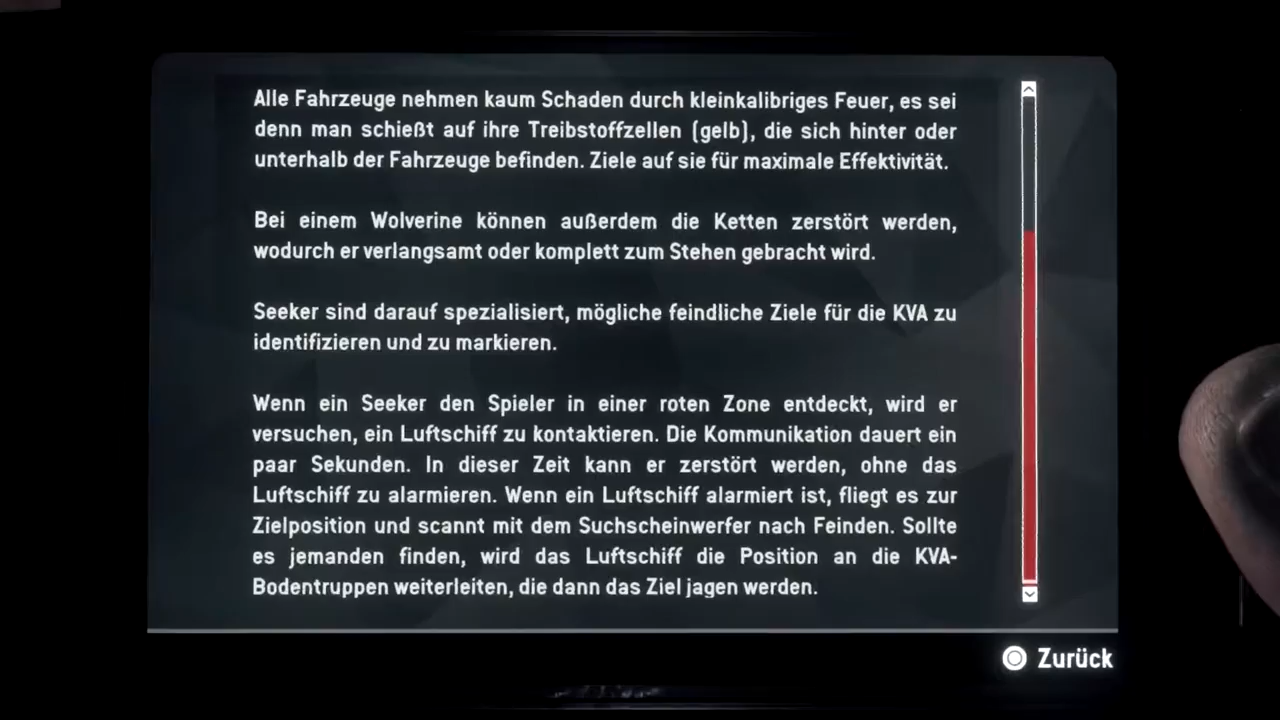 Alle Fahrzeuge nehmen kaum Schaden durch kleinkalibriges Feuer, es sei
denn man schießt auf ihre Treibstoffzellen (gelb), die sich hinter oder
unterhalb der Fahrzeuge befinden. Ziele auf sie für maximale Effektivität.
Bei einem Wolverine können außerdem die Ketten zerstört werden,
wodurch er verlangsamt oder komplett zum Stehen gebracht wird.
Seeker sind darauf spezialisiert, mögliche feindliche Ziele für die KVA zu
identifizieren und zu markieren.
Wenn ein Seeker den Spieler in einer roten Zone entdeckt, wird er
versuchen, ein Luftschiff zu kontaktieren. Die Kommunikation dauert ein
paar Sekunden. In dieser Zeit kann er zerstört werden, ohne das
Luftschiff zu alarmieren. Wenn ein Luftschiff alarmiert ist, fliegt es zur
Zielposition und scannt mit dem Suchscheinwerfer nach Feinden. Sollte
es jemanden finden, wird das Luftschiff die Position an die KVA-
Bodentruppen weiterleiten, die dann das Ziel jagen werden.
Zurück